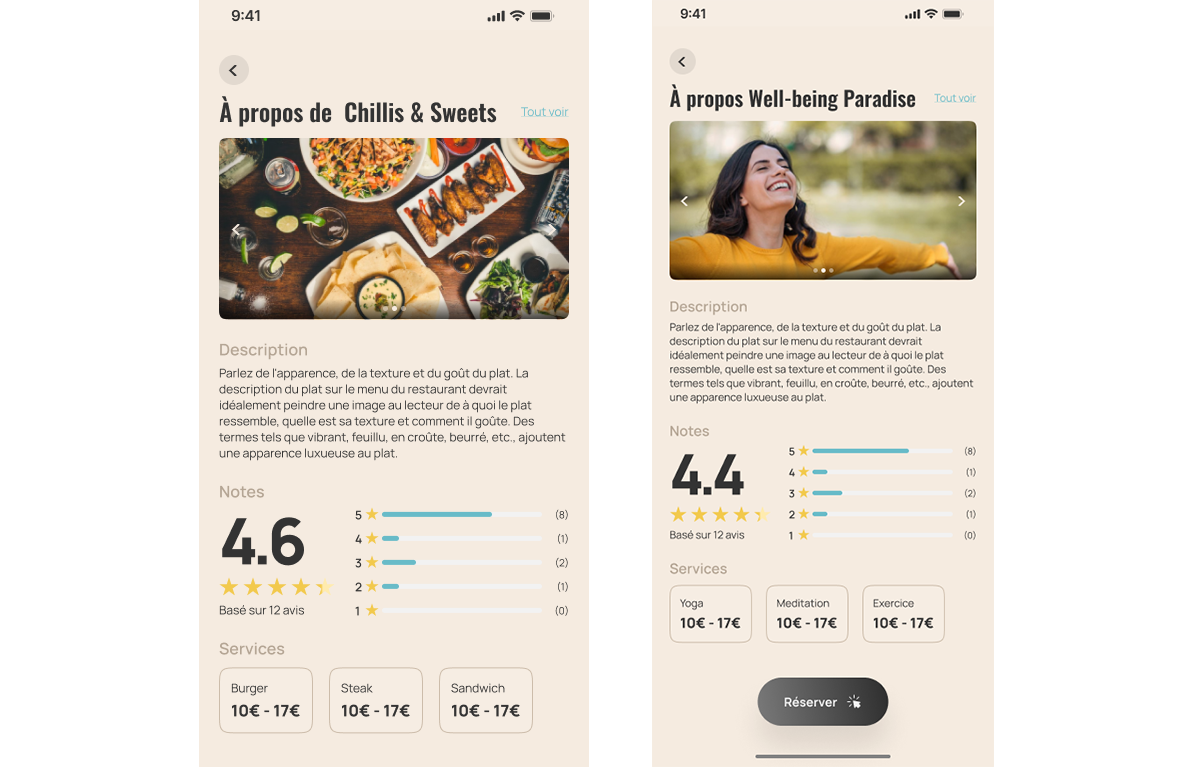 9:41
À propos de Chillis & Sweets
Tout voir
Description
Parlez de l'apparence, de la texture et du goût du plat. La
description du plat sur le menu du restaurant devrait
idéalement peindre une image au lecteur de à quoi le plat
ressemble, quelle est sa texture et comment il goûte. Des
termes tels que vibrant, feuillu, en croûte, beurré, etc., ajoutent
une apparence luxueuse au plat.
Notes
4.6
Basé sur 12 avis
5 (8)
4 (1)
3 (2)
2 (1)
1 (0)
Services
Burger
10€ - 17€
Steak
10€ - 17€
Sandwich
10€ - 17€
9:41
À propos Well-being Paradise
Tout voir
Description
Parlez de l'apparence, de la texture et du goût du plat. La
description du plat sur le menu du restaurant devrait
idéalement peindre une image au lecteur de à quoi le plat
ressemble, quelle est sa texture et comment il goûte. Des
termes tels que vibrant, feuillu, en croûte, beurré, etc., ajoutent
une apparence luxueuse au plat.
Notes
4.4
Basé sur 12 avis
5 (8)
4 (1)
3 (2)
2 (1)
1 (0)
Services
Yoga
10€ - 17€
Meditation
10€ - 17€
Exercice
10€ - 17€
Réserver